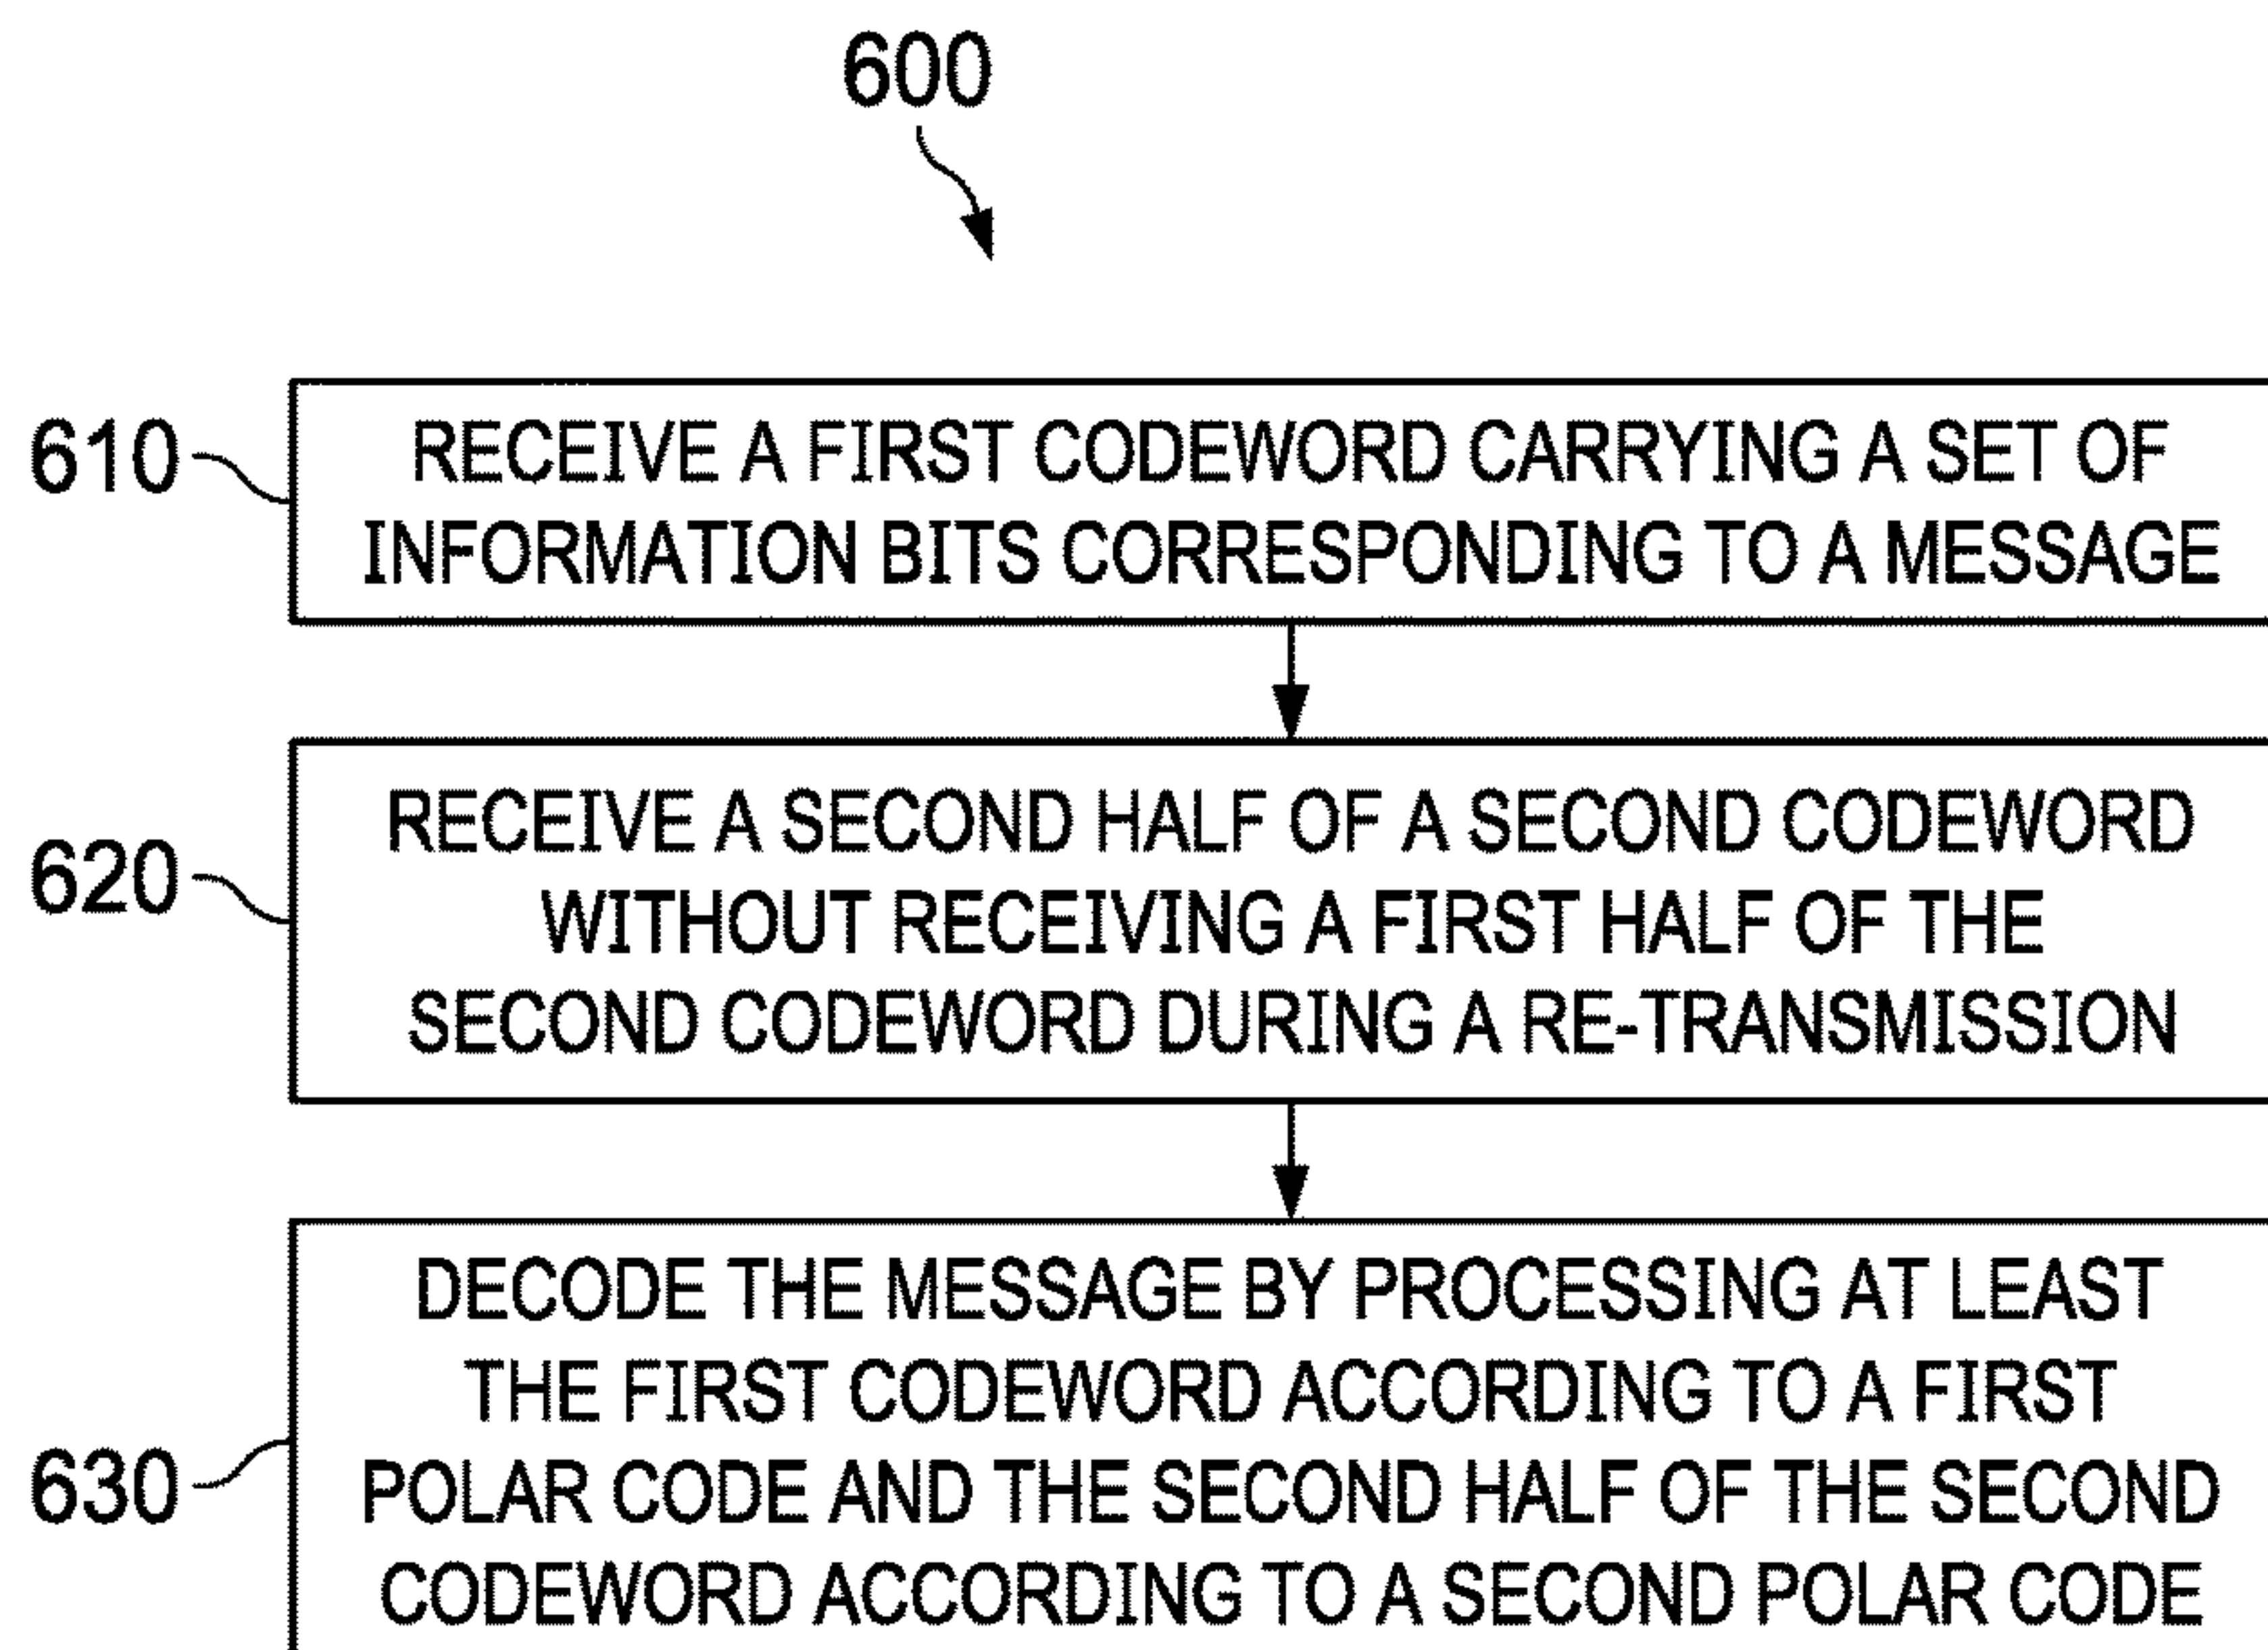 600
610
RECEIVE A FIRST CODEWORD CARRYING A SET OF
INFORMATION BITS CORRESPONDING TO A MESSAGE
620
RECEIVE A SECOND HALF OF A SECOND CODEWORD
WITHOUT RECEIVING A FIRST HALF OF THE
SECOND CODEWORD DURING A RE-TRANSMISSION
630
DECODE THE MESSAGE BY PROCESSING AT LEAST
THE FIRST CODEWORD ACCORDING TO A FIRST
POLAR CODE AND THE SECOND HALF OF THE SECOND
CODEWORD ACCORDING TO A SECOND POLAR CODE